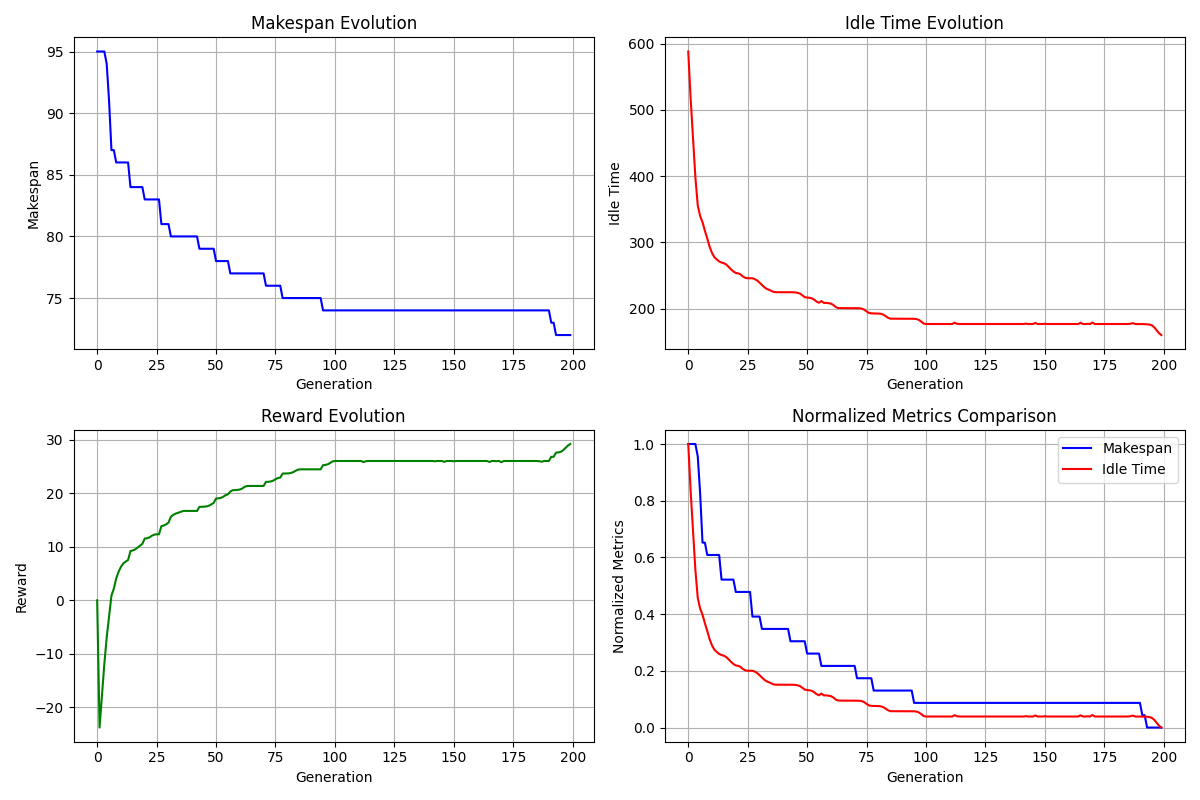 Makespan Evolution
Makespan
95
90
85
80
75
0 25 50 75 100 125 150 175 200
Generation
Idle Time Evolution
Idle Time
600
500
400
300
200
0 25 50 75 100 125 150 175 200
Generation
Reward Evolution
Reward
30
20
10
0
−10
−20
0 25 50 75 100 125 150 175 200
Generation
Normalized Metrics Comparison
Normalized Metrics
1.0
0.8
0.6
0.4
0.2
0.0
Makespan
Idle Time
0 25 50 75 100 125 150 175 200
Generation